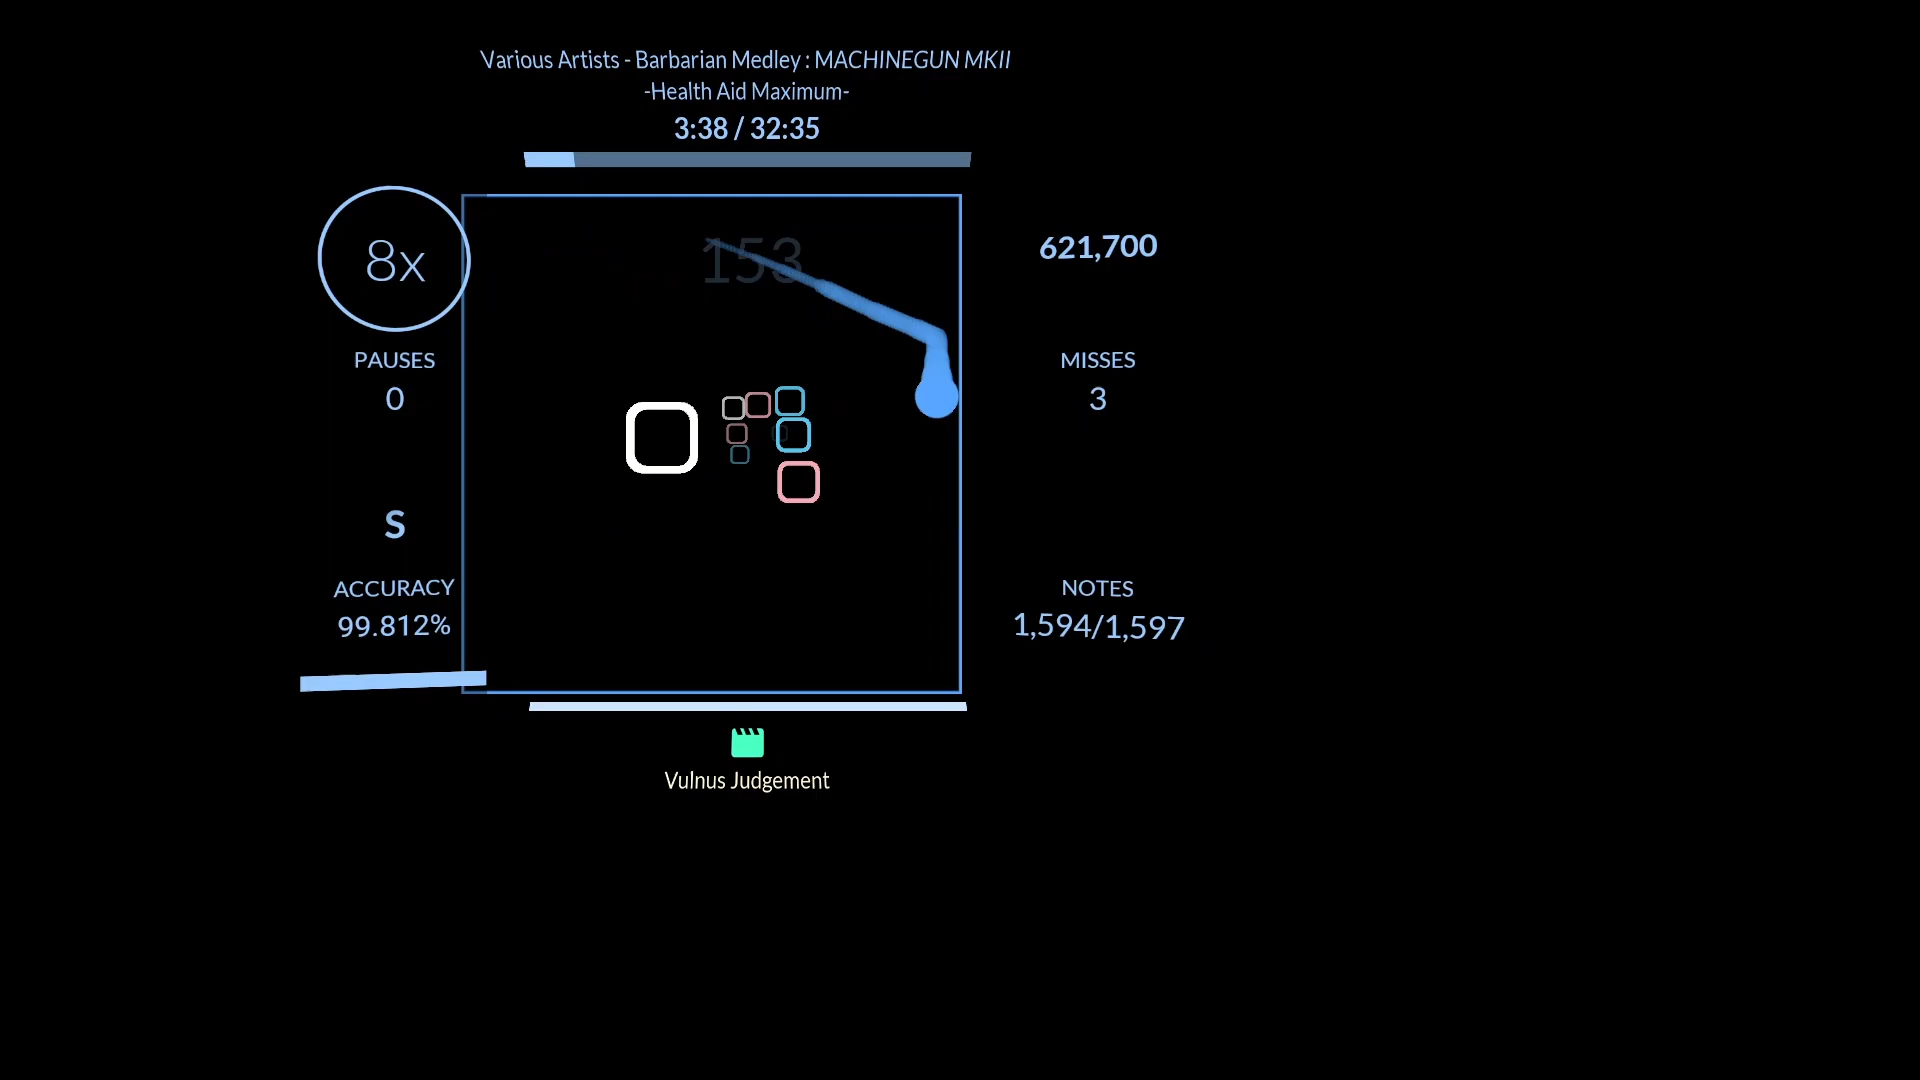 Various Artists - Barbarian Medley : MACHINEGUN MKII
-Health Aid Maximum-
3:38 / 32:35
8x
153
621,700
PAUSES
0
MISSES
3
S
ACCURACY
99.812%
NOTES
1,594/1,597
Vulnus Judgement